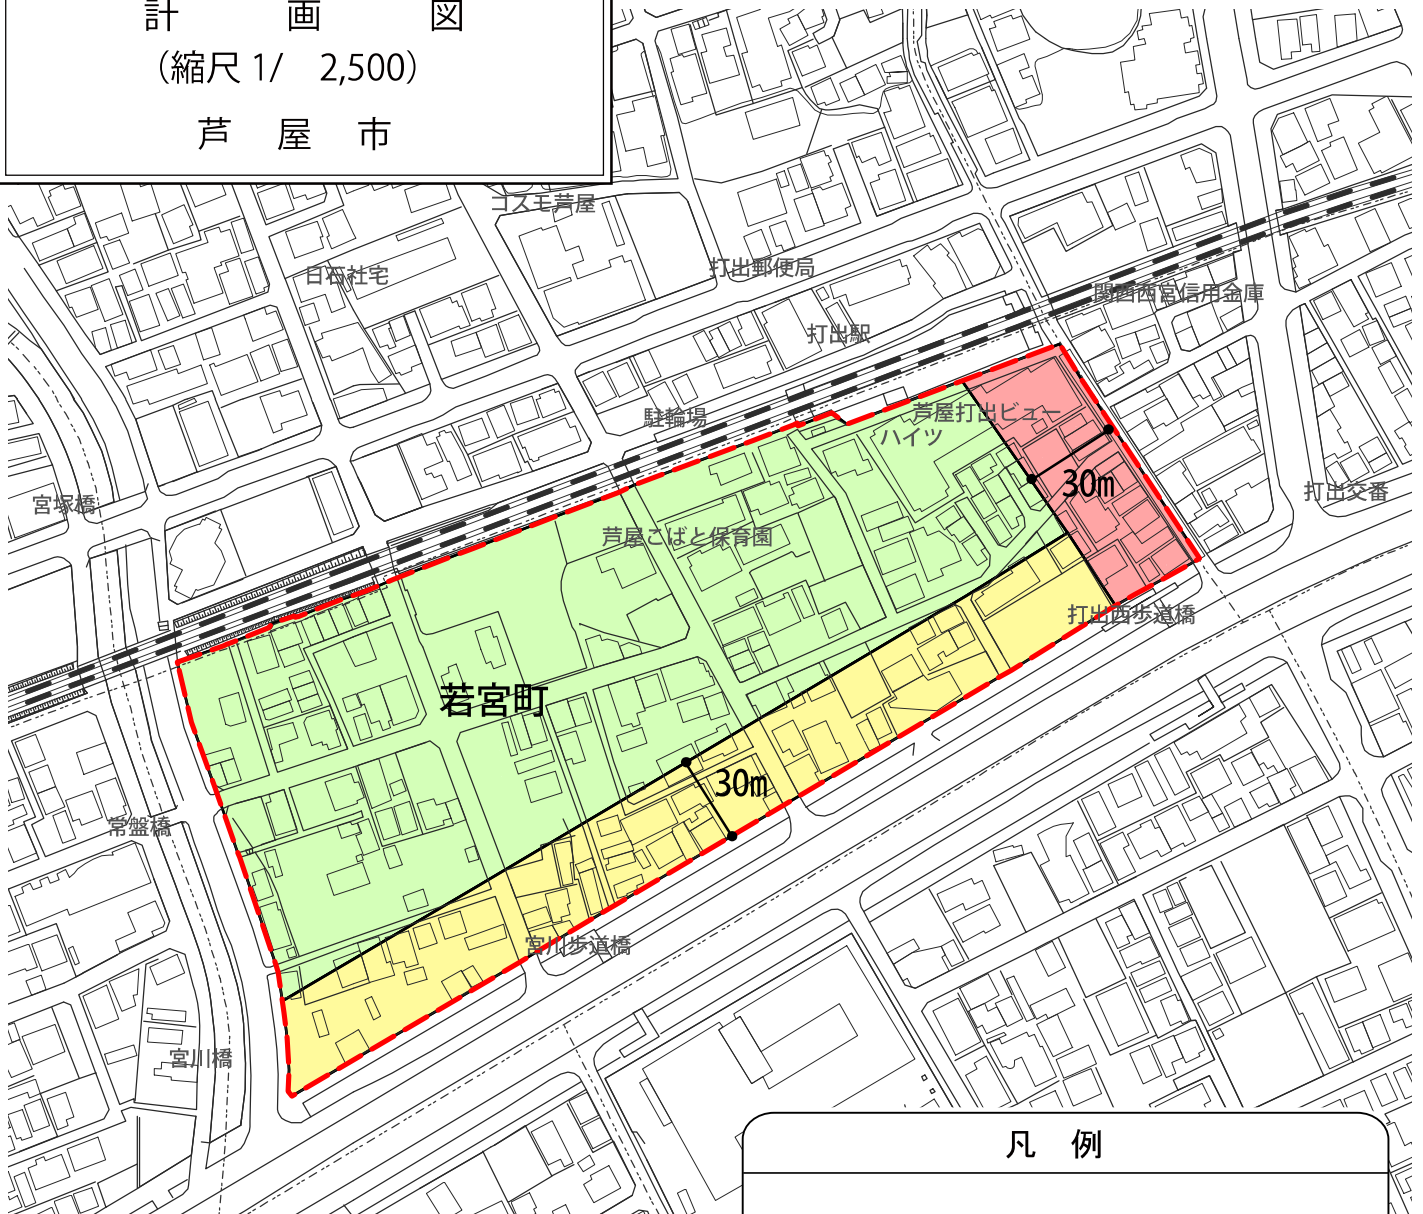 計 画 図
（縮尺 1/ 2,500）
芦 屋 市
コスモ芦屋
日石社宅
打出郵便局
関西西宮信用金庫
打出駅
駐輪場
芦屋打出ビュー
ハイツ
30m
打出交番
宮塚橋
芦屋こばと保育園
打出西歩道橋
若宮町
30m
常盤橋
宮川歩道橋
宮川橋
凡 例